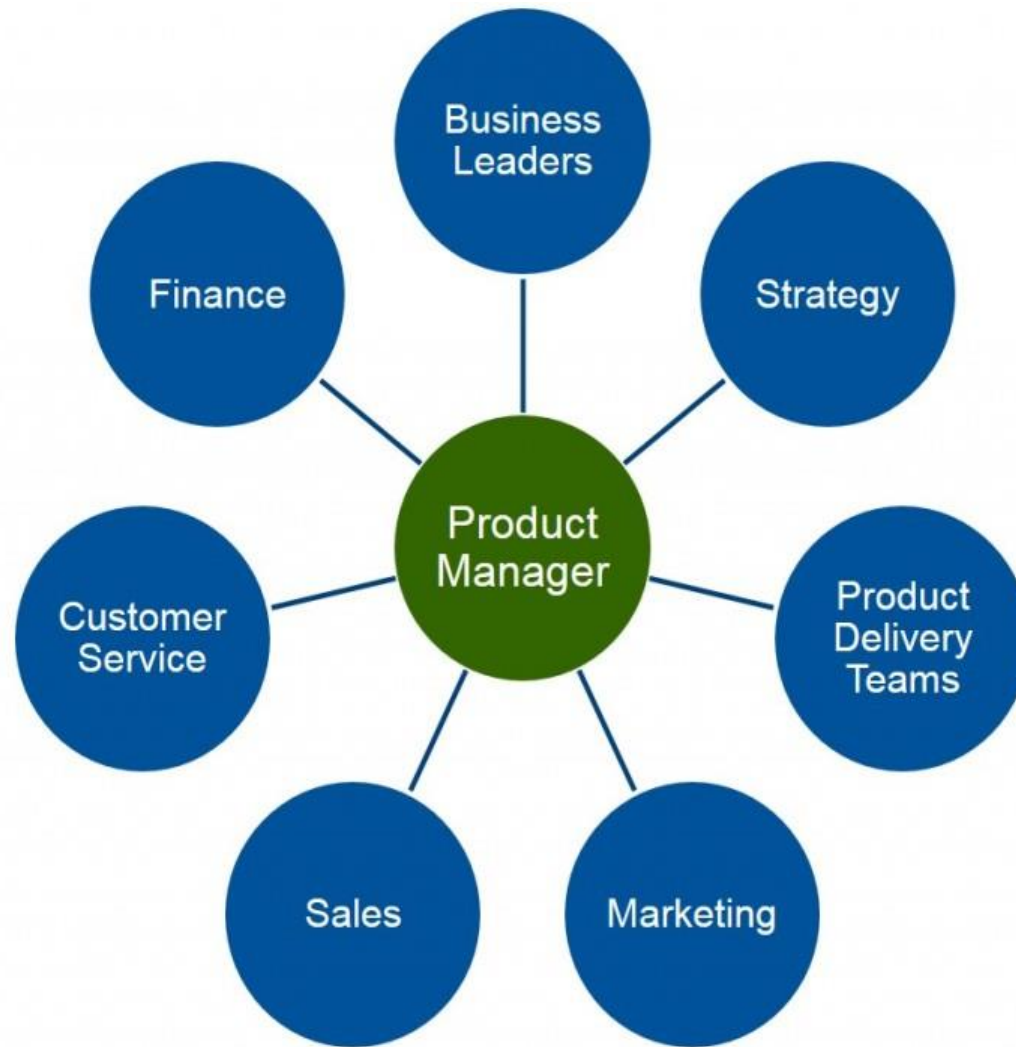 Business
Leaders
Strategy
Product
Delivery
Teams
Marketing
Sales
Customer
Service
Finance
Product
Manager